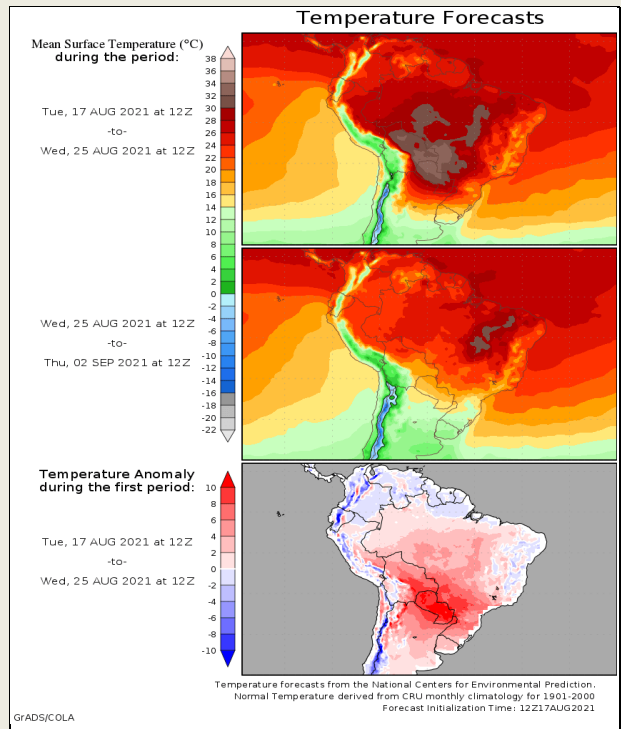 Temperature Forecasts
Mean Surface Temperature (°C)
during the period:
Tue, 17 AUG 2021 at 12Z
-to-
Wed, 25 AUG 2021 at 12Z
38
36
34
32
30
28
26
24
22
20
18
16
14
12
10
8
6
4
2
0
-2
-4
-6
-8
-10
-12
-14
-16
-18
-20
-22
Wed, 25 AUG 2021 at 12Z
-to-
Thu, 02 SEP 2021 at 12Z
Temperature Anomaly
during the first period:
Tue, 17 AUG 2021 at 12Z
-to-
Wed, 25 AUG 2021 at 12Z
10
8
6
4
2
0
-2
-4
-6
-8
-10
Temperature forecasts from the National Centers for Environmental Prediction.
Normal Temperature derived from CRU monthly climatology for 1901-2000
Forecast Initialization Time: 12Z17AUG2021
GrADS/COLA